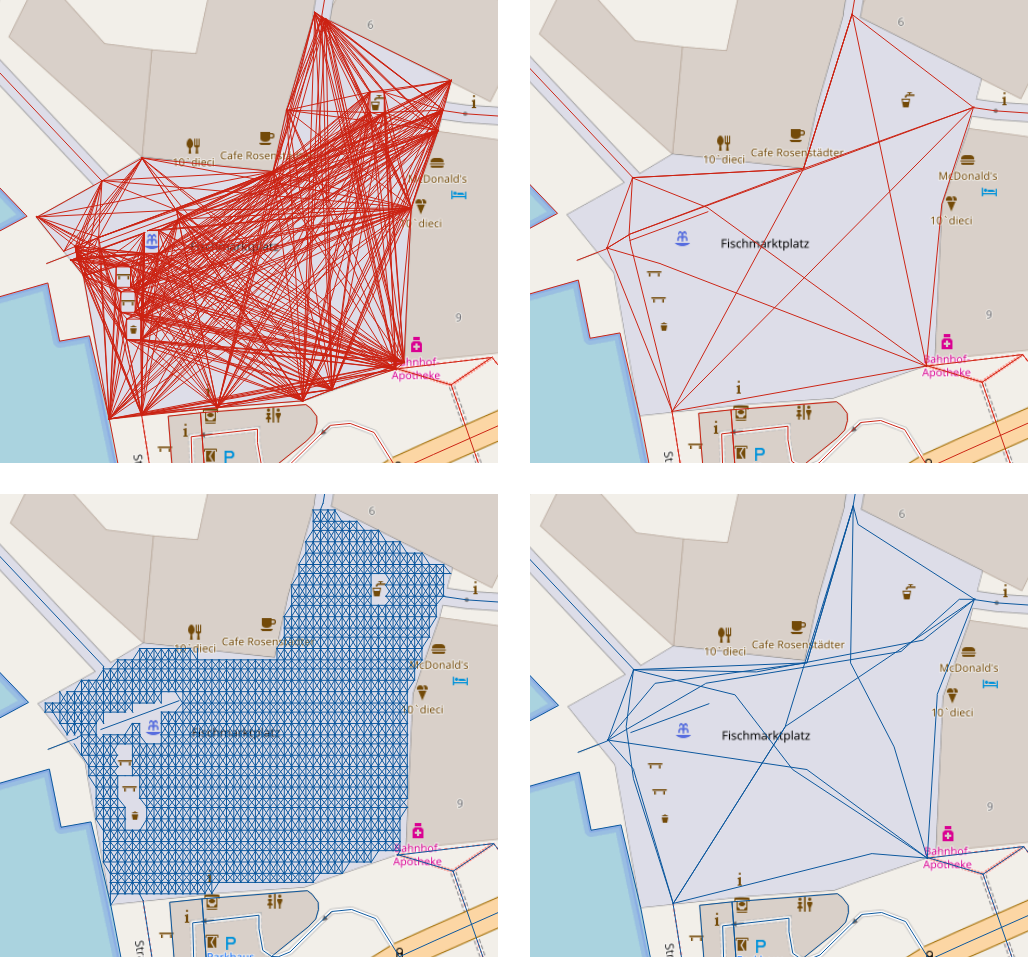 6
i
10˚dieci
Cafe Rosenstädter
McDonald's
10˚dieci
Fischmarktplatz
9
Bahnhof-
Apotheke
i
i
P
6
i
10˚dieci
Cafe Rosenstädter
McDonald's
10˚dieci
Fischmarktplatz
9
Bahnhof-
Apotheke
i
i
P
St
6
i
10˚dieci
Cafe Rosenstädter
McDonald's
10˚dieci
Fischmarktplatz
9
Bahnhof-
Apotheke
i
i
P
Parkhaus
Str
6
i
10˚dieci
Cafe Rosenstädter
McDonald's
10˚dieci
Fischmarktplatz
9
Bahnhof-
Apotheke
i
i
P
Str